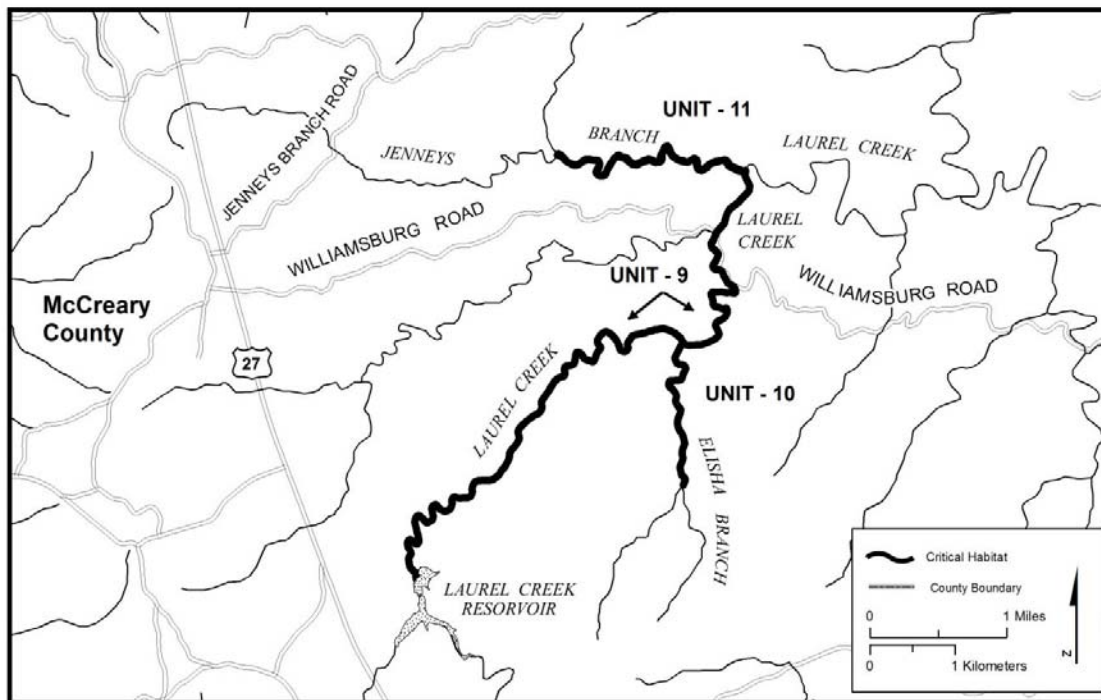 UNIT - 11
BRANCH
JENNEYS
LAUREL CREEK
JENNEYS BRANCH ROAD
WILLIAMSBURG ROAD
LAUREL
CREEK
UNIT - 9
WILLIAMSBURG ROAD
McCreary
County
27
LAUREL CREEK
UNIT - 10
ELISHA BRANCH
LAUREL CREEK
RESERVOIR
Critical Habitat
County Boundary
0 1 Miles
0 1 Kilometers
N